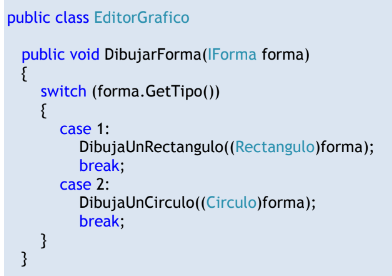 public class EditorGrafico
public void DibujarForma(IForma forma)
{
switch (forma.GetTipo())
{
case 1:
DibujaUnRectangulo((Rectangulo)forma);
break;
case 2:
DibujaUnCirculo((Circulo)forma);
break;
}
}